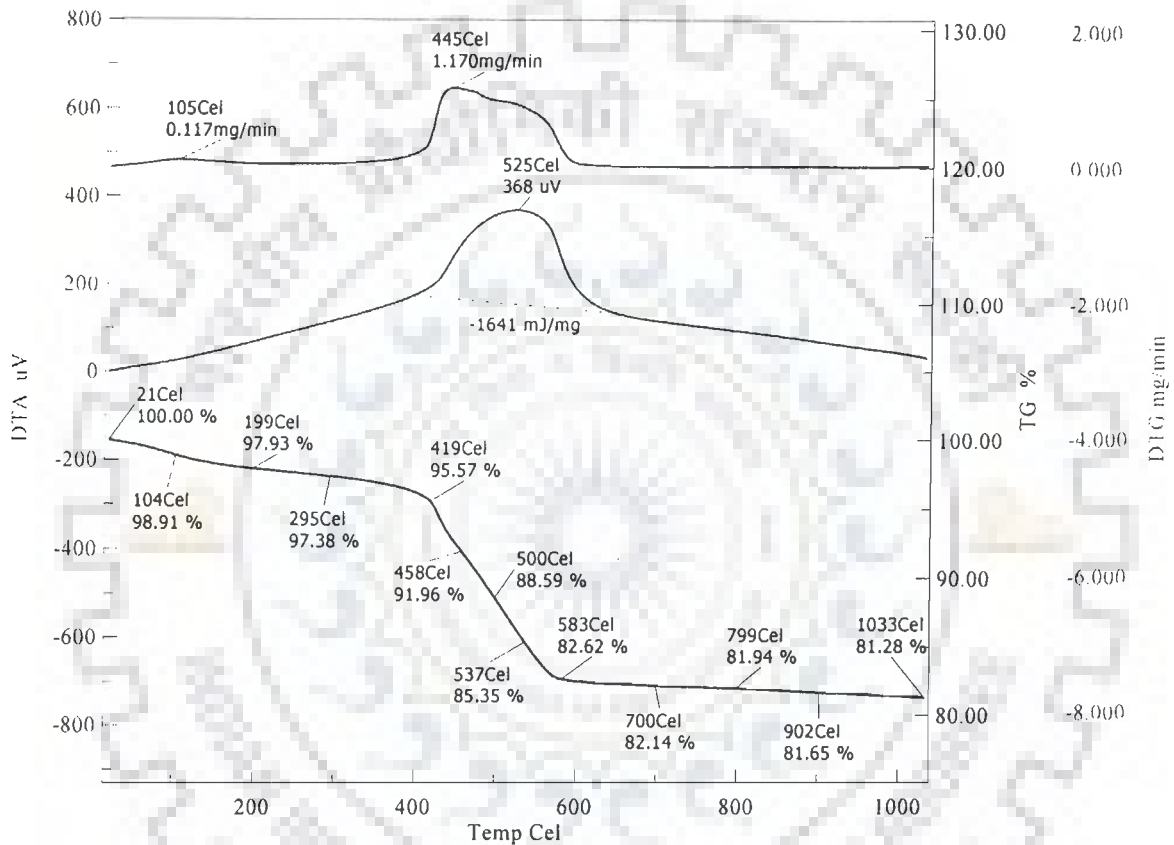 800
600
400
200
0
-200
-400
-600
-800
DTA uV
445Cel
1.170mg/min
105Cel
0.117mg/min
525Cel
368 uV
-1641 mJ/mg
21Cel
100.00 %
199Cel
97.93 %
419Cel
95.57 %
104Cel
98.91 %
295Cel
97.38 %
458Cel
91.96 %
500Cel
88.59 %
537Cel
85.35 %
583Cel
82.62 %
700Cel
82.14 %
799Cel
81.94 %
902Cel
81.65 %
1033Cel
81.28 %
130.00
120.00
110.00
100.00
90.00
80.00
TG %
2.000
0.000
-2.000
-4.000
-6.000
-8.000
DTG mg/min
200
400
600
800
1000
Temp Cel